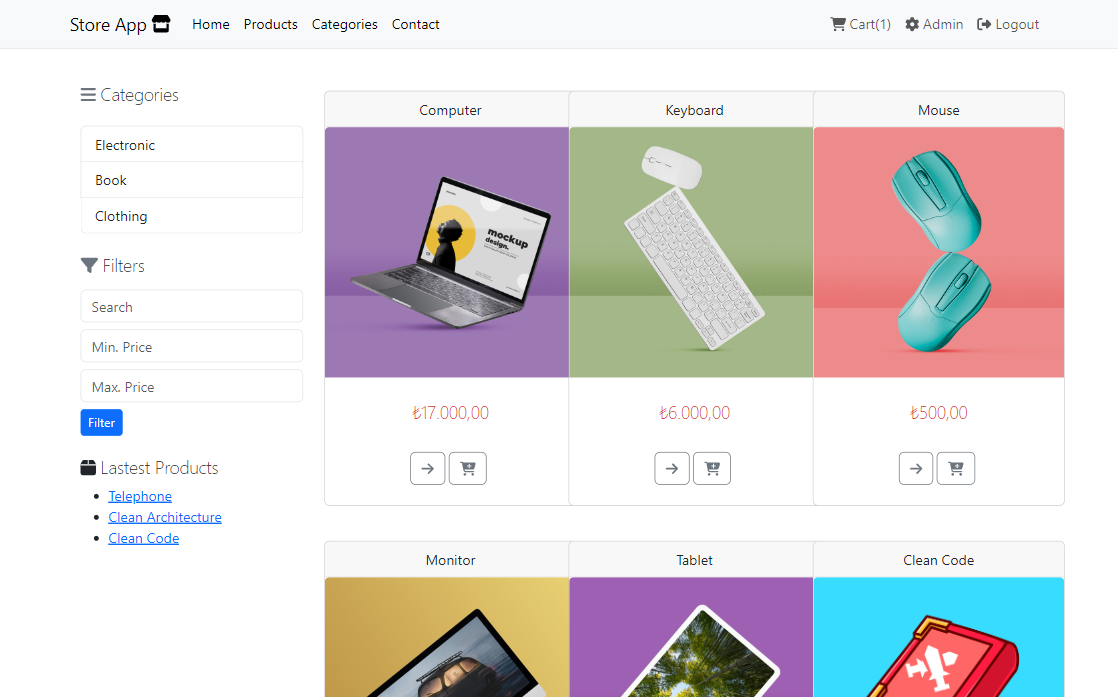 Store App Home Products Categories Contact Cart(1) Admin Logout
Categories
Electronic
Book
Clothing
Filters
Search
Min. Price
Max. Price
Filter
Lastest Products
Telephone
Clean Architecture
Clean Code
Computer Keyboard Mouse
mockup
design.
₺17.000,00 ₺6.000,00 ₺500,00
Monitor Tablet Clean Code